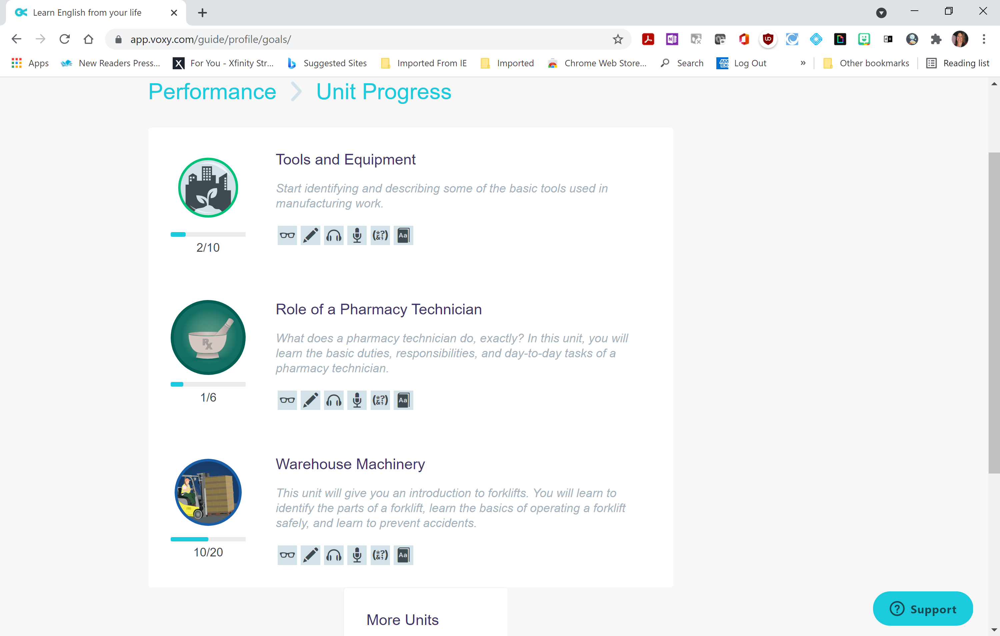 Learn English from your life
app.voxy.com/guide/profile/goals/
Apps New Readers Press... For You - Xfinity Str... Suggested Sites Imported From IE Imported Chrome Web Store... Search AM EX Log Out » Other bookmarks Reading list
Performance Unit Progress
Tools and Equipment
Start identifying and describing some of the basic tools used in
manufacturing work.
(*?&;) Aa
2/10
Role of a Pharmacy Technician
What does a pharmacy technician do, exactly? In this unit, you will
learn the basic duties, responsibilities, and day-to-day tasks of a
pharmacy technician.
Rx
(*?&;) Aa
1/6
Warehouse Machinery
This unit will give you an introduction to forklifts. You will learn to
identify the parts of a forklift, learn the basics of operating a forklift
safely, and learn to prevent accidents.
(*?&;) Aa
10/20
More Units
? Support